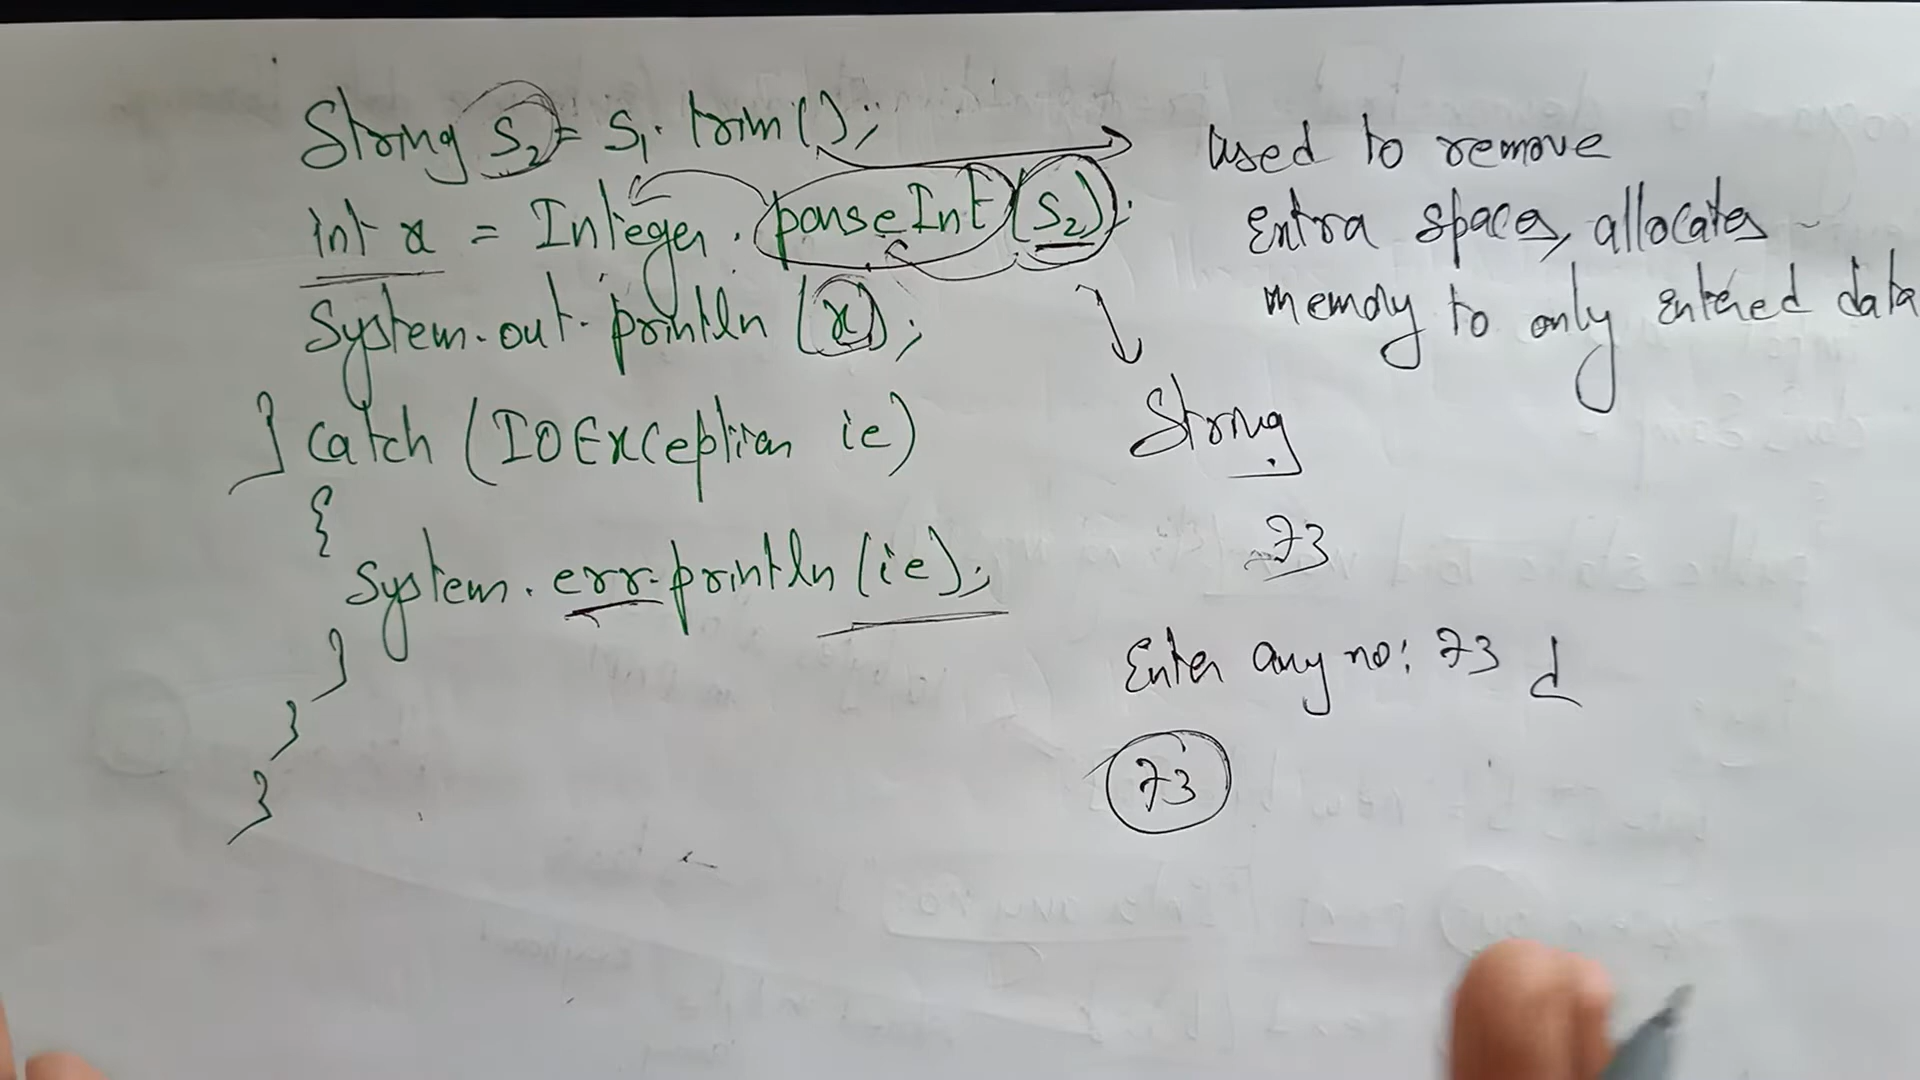 String s2 = s1. trim();
int x = Integer. parseInt(s2);
System.out.println(x);
} catch (IOException ie)
{
System.err.println(ie);
}
}
}
used to remove
extra spaces, allocates
memory to only entered data
String
73
Enter any no: 73
73